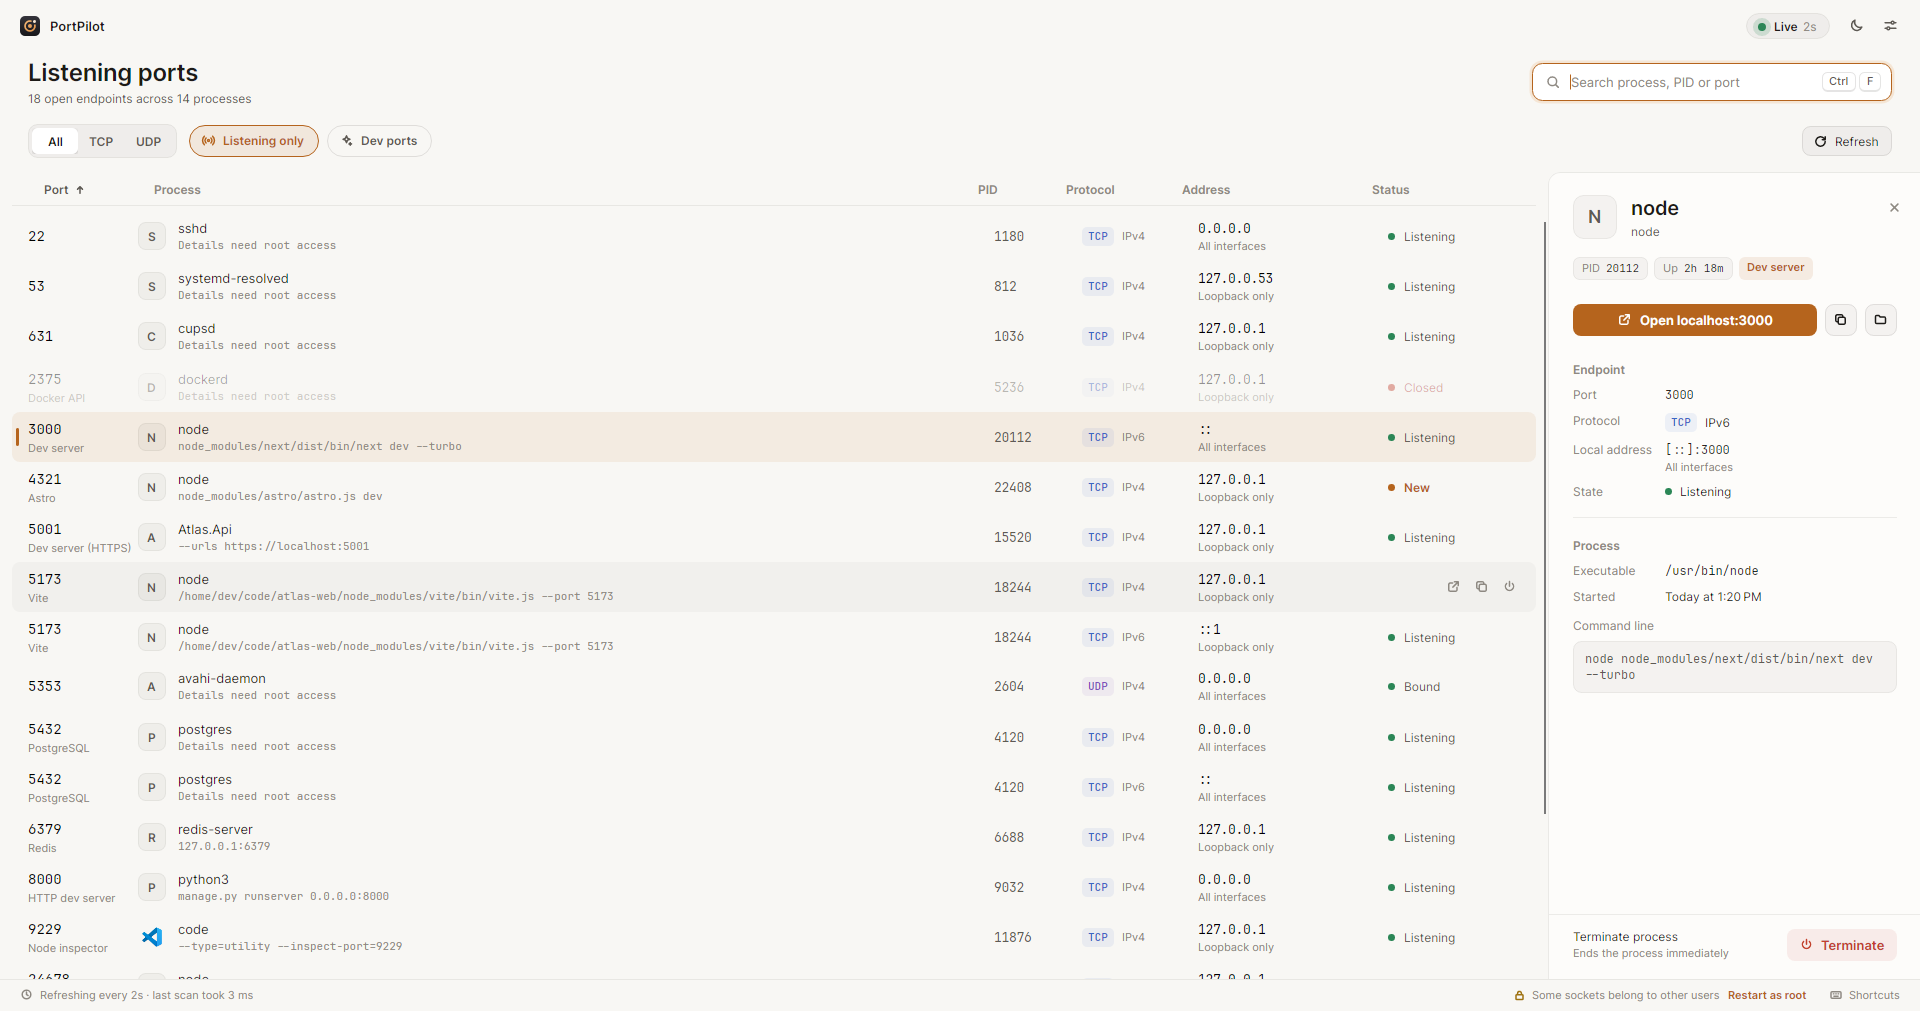 PortPilot
Live 2s
Listening ports
18 open endpoints across 14 processes
Search process, PID or port Ctrl F
All TCP UDP Listening only Dev ports Refresh
Port Process PID Protocol Address Status
22 S sshd Details need root access 1180 TCP IPv4 0.0.0.0 All interfaces Listening
53 S systemd-resolved Details need root access 812 TCP IPv4 127.0.0.53 Loopback only Listening
631 C cupsd Details need root access 1036 TCP IPv4 127.0.0.1 Loopback only Listening
2375 Docker API D dockerd Details need root access 5236 TCP IPv4 127.0.0.1 Loopback only Closed
3000 Dev server N node node_modules/next/dist/bin/next dev --turbo 20112 TCP IPv6 :: All interfaces Listening
4321 Astro N node node_modules/astro/astro.js dev 22408 TCP IPv4 127.0.0.1 Loopback only New
5001 Dev server (HTTPS) A Atlas.Api --urls https://localhost:5001 15520 TCP IPv4 127.0.0.1 Loopback only Listening
5173 Vite N node /home/dev/code/atlas-web/node_modules/vite/bin/vite.js --port 5173 18244 TCP IPv4 127.0.0.1 Loopback only
5173 Vite N node /home/dev/code/atlas-web/node_modules/vite/bin/vite.js --port 5173 18244 TCP IPv6 ::1 Loopback only Listening
5353 A avahi-daemon Details need root access 2604 UDP IPv4 0.0.0.0 All interfaces Bound
5432 PostgreSQL P postgres Details need root access 4120 TCP IPv4 0.0.0.0 All interfaces Listening
5432 PostgreSQL P postgres Details need root access 4120 TCP IPv6 :: All interfaces Listening
6379 Redis R redis-server 127.0.0.1:6379 6688 TCP IPv4 127.0.0.1 Loopback only Listening
8000 HTTP dev server P python3 manage.py runserver 0.0.0.0:8000 9032 TCP IPv4 0.0.0.0 All interfaces Listening
9229 Node inspector code --type=utility --inspect-port=9229 11876 TCP IPv4 127.0.0.1 Loopback only Listening
24678 node 127.0.0.1
N node
node
PID 20112 Up 2h 18m Dev server
Open localhost:3000
Endpoint
Port 3000
Protocol TCP IPv6
Local address [::]:3000
All interfaces
State Listening
Process
Executable /usr/bin/node
Started Today at 1:20 PM
Command line
node node_modules/next/dist/bin/next dev
--turbo
Terminate process
Ends the process immediately
Terminate
Refreshing every 2s · last scan took 3 ms
Some sockets belong to other users Restart as root Shortcuts